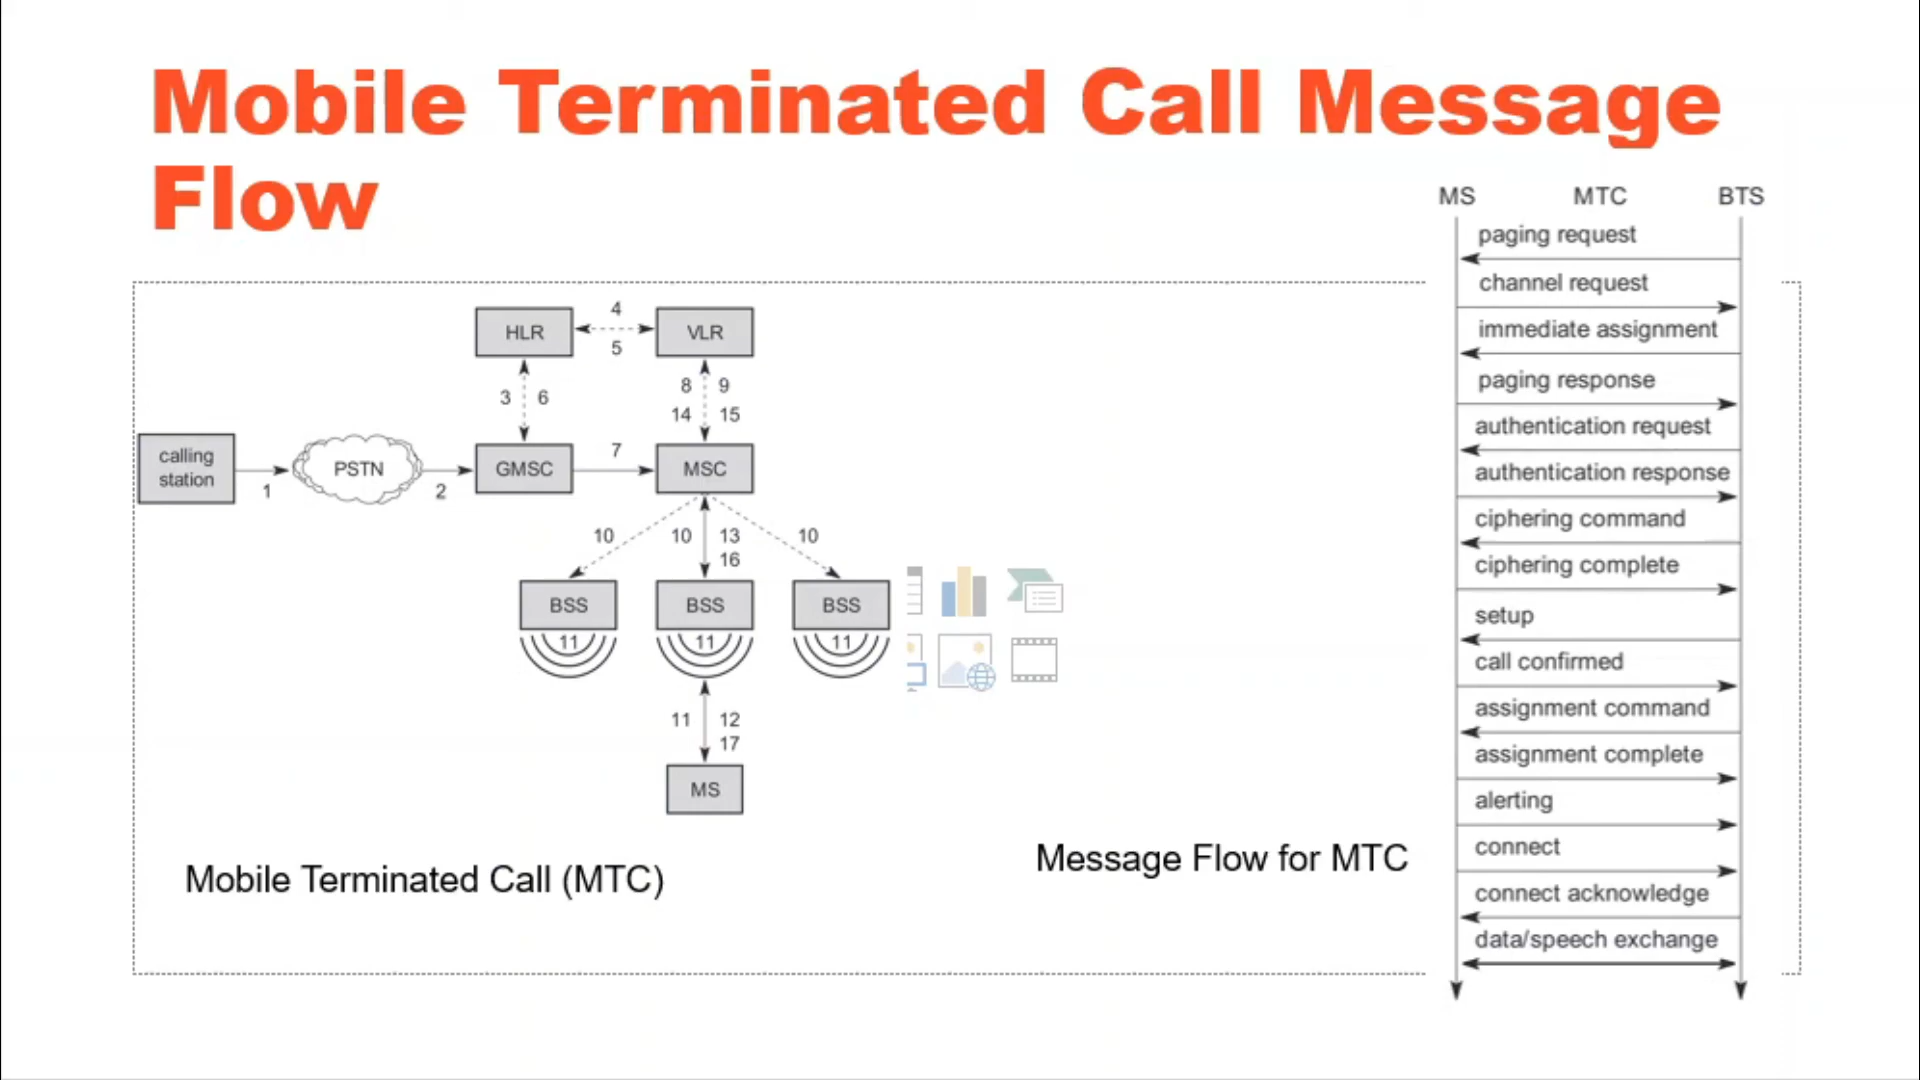 Mobile Terminated Call Message
Flow
HLR
4
5
VLR
3
6
8
9
14
15
calling
station
1
PSTN
2
GMSC
7
MSC
10
10
13
16
10
BSS
BSS
BSS
11
11
11
11
12
17
MS
Mobile Terminated Call (MTC)
Message Flow for MTC
MS MTC BTS
paging request
channel request
immediate assignment
paging response
authentication request
authentication response
ciphering command
ciphering complete
setup
call confirmed
assignment command
assignment complete
alerting
connect
connect acknowledge
data/speech exchange